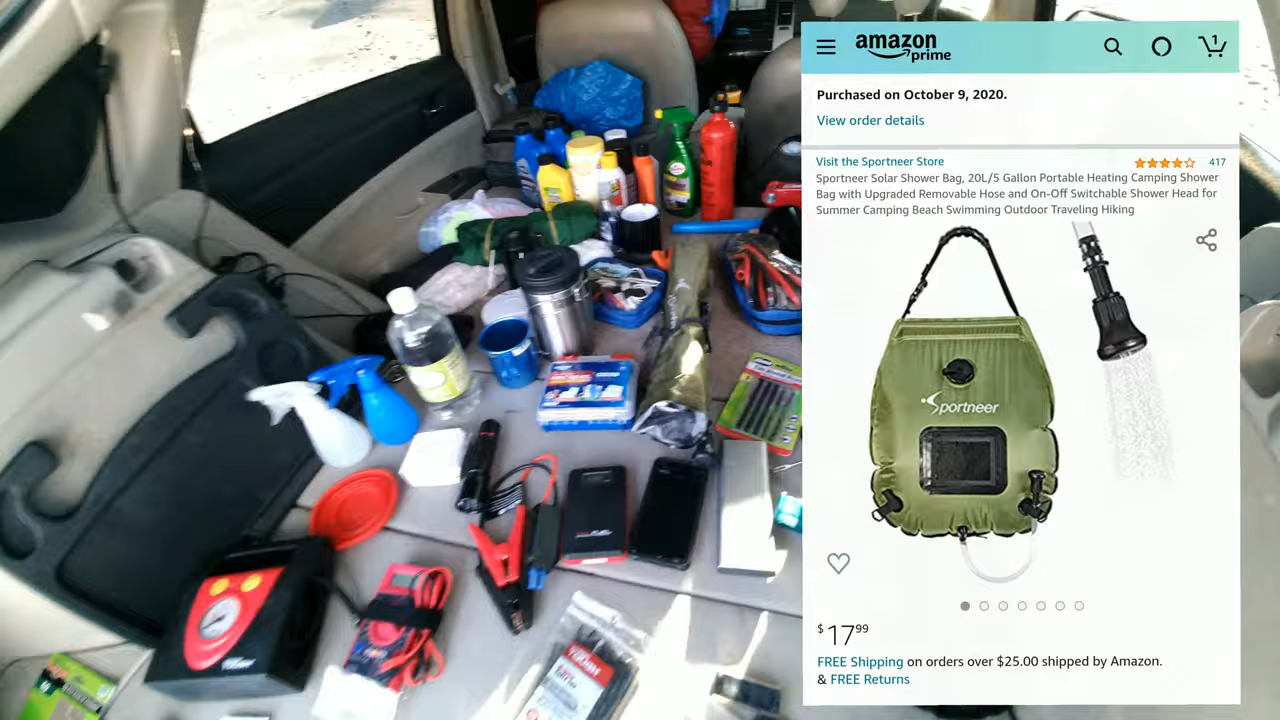 amazon
prime
1
Purchased on October 9, 2020.
View order details
Visit the Sportneer Store
417
Sportneer Solar Shower Bag, 20L/5 Gallon Portable Heating Camping Shower
Bag with Upgraded Removable Hose and On-Off Switchable Shower Head for
Summer Camping Beach Swimming Outdoor Traveling Hiking
Sportneer
$17 99
FREE Shipping on orders over $25.00 shipped by Amazon.
& FREE Returns